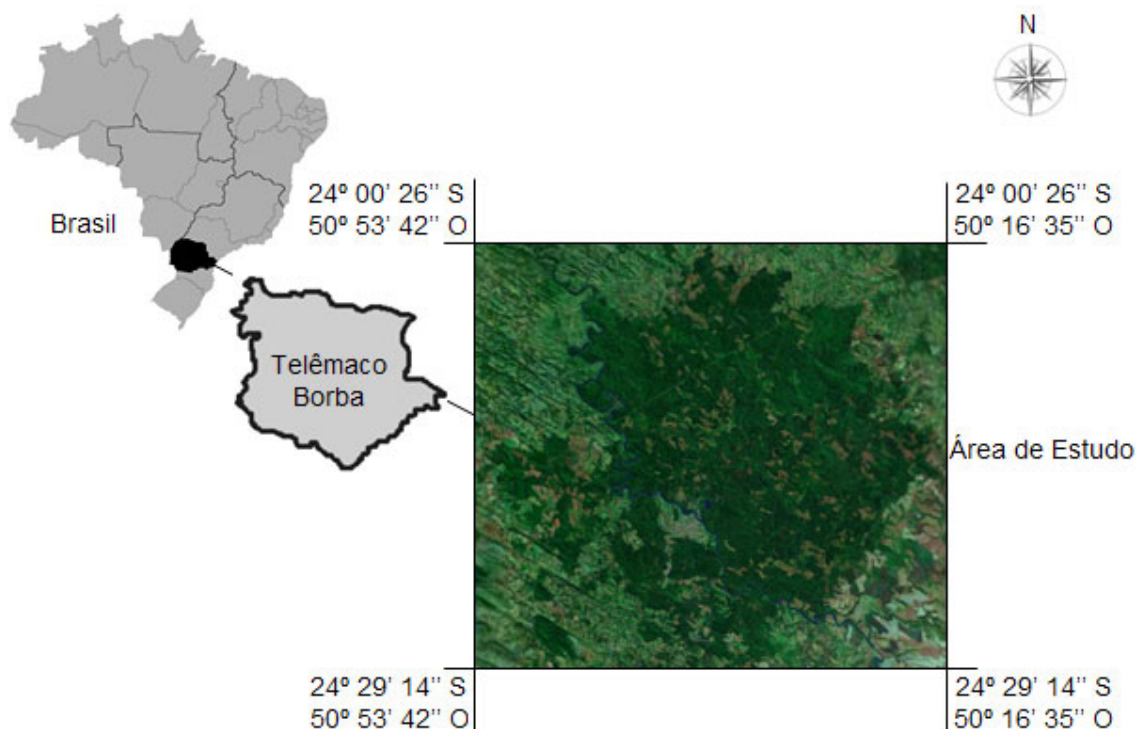 N
Brasil
24º 00’ 26’’ S
50º 53’ 42’’ O
24º 00’ 26’’ S
50º 16’ 35’’ O
Telêmaco
Borba
Área de Estudo
24º 29’ 14’’ S
50º 53’ 42’’ O
24º 29’ 14’’ S
50º 16’ 35’’ O